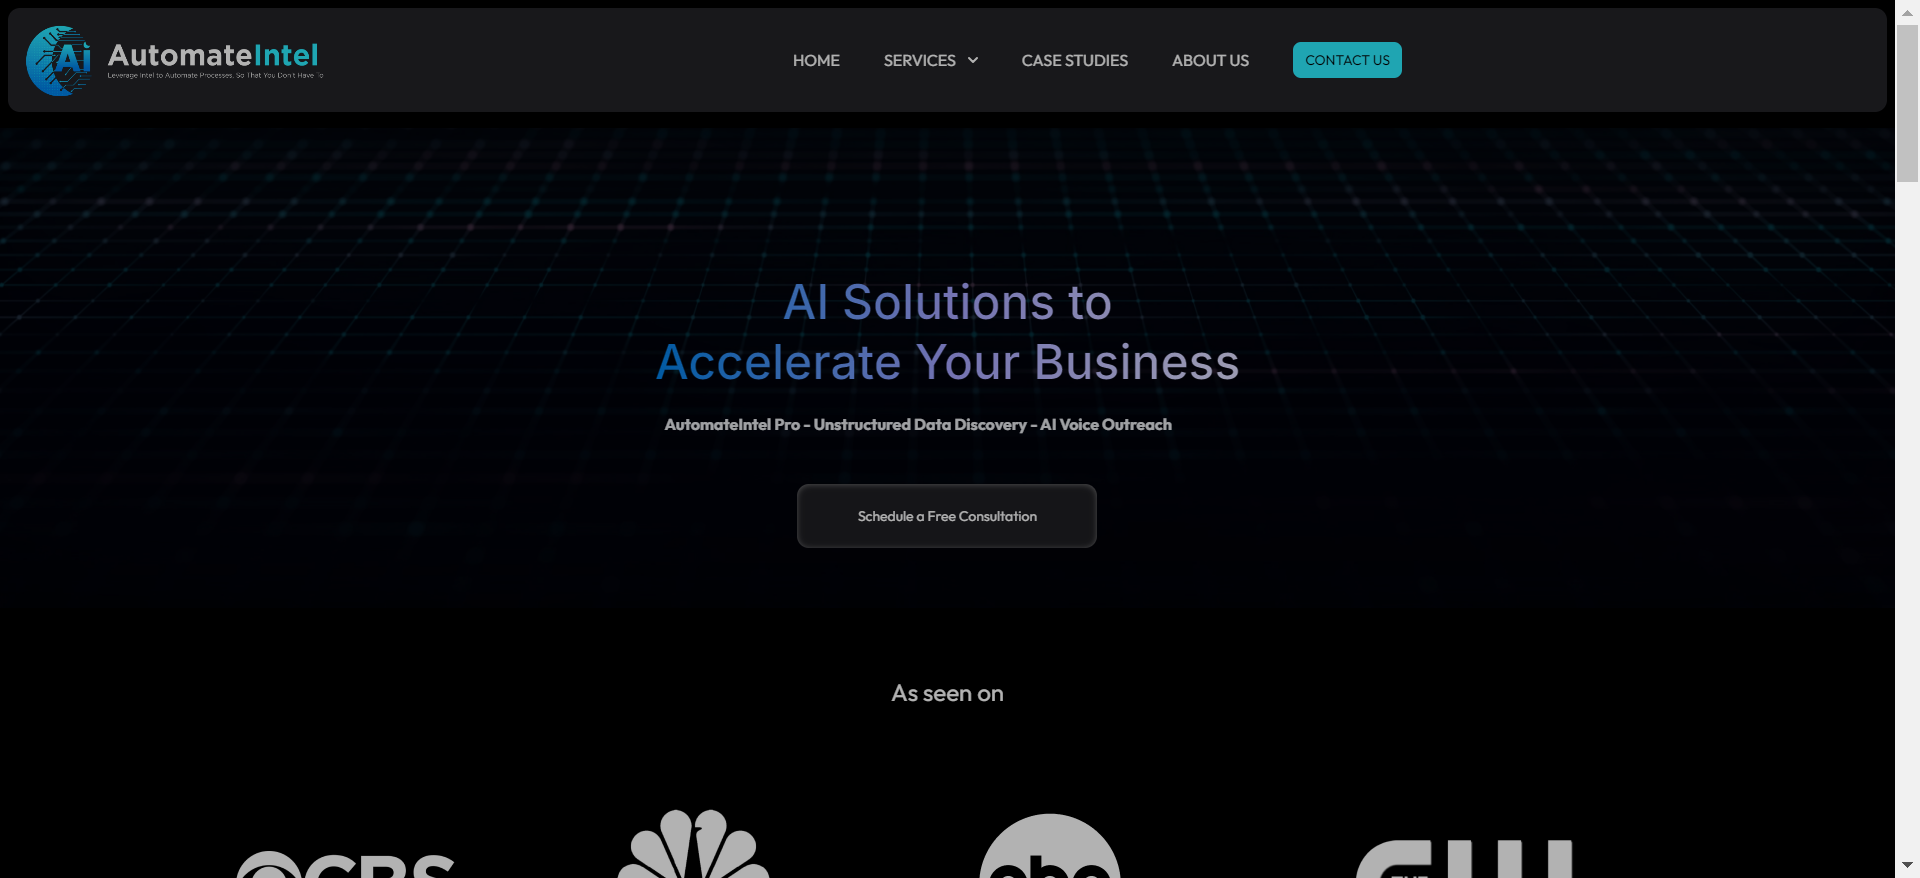 AutomateIntel
Leverage Intel to Automate Processes, So That You Don't Have To
HOME
SERVICES
CASE STUDIES
ABOUT US
CONTACT US
AI Solutions to
Accelerate Your Business
AutomateIntel Pro - Unstructured Data Discovery - AI Voice Outreach
Schedule a Free Consultation
As seen on
CBS
abc
THE
CW